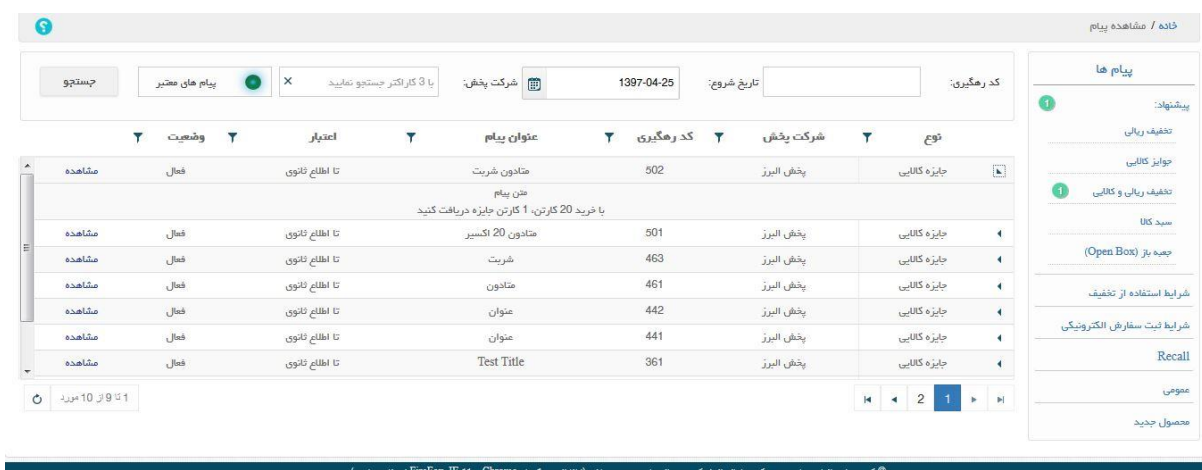 خانه / مشاهده پیام
پیام ها
پیشنهاد: 1
تخفیف ریالی
جوایز کالایی
تخفیف ریالی و کالایی 1
سبد کالا
جعبه باز (Open Box)
شرایط استفاده از تخفیف
شرایط ثبت سفارش الکترونیکی
Recall
عمومی
محصول جدید
کد رهگیری: تاریخ شروع: 1397-04-25 شرکت پخش: با 3 کاراکتر جستجو نمایید پیام های معتبر جستجو
نوع شرکت پخش کد رهگیری عنوان پیام اعتبار وضعیت
جایزه کالایی پخش البرز 502 متادون شربت تا اطلاع ثانوی فعال مشاهده
متن پیام
با خرید 20 کارتن، 1 کارتن جایزه دریافت کنید
جایزه کالایی پخش البرز 501 متادون 20 اکسیر تا اطلاع ثانوی فعال مشاهده
جایزه کالایی پخش البرز 463 شربت تا اطلاع ثانوی فعال مشاهده
جایزه کالایی پخش البرز 461 متادون تا اطلاع ثانوی فعال مشاهده
جایزه کالایی پخش البرز 442 عنوان تا اطلاع ثانوی فعال مشاهده
جایزه کالایی پخش البرز 441 عنوان تا اطلاع ثانوی فعال مشاهده
جایزه کالایی پخش البرز 361 Test Title تا اطلاع ثانوی فعال مشاهده
1 2
1 تا 9 از 10 مورد